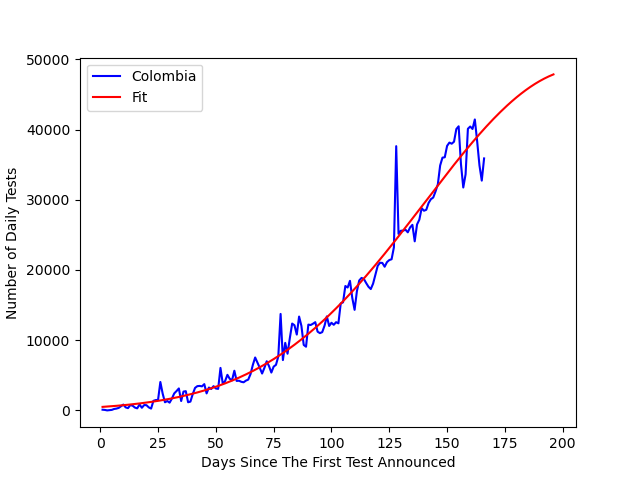 50000
40000
30000
20000
10000
0
Number of Daily Tests
Colombia
Fit
0 25 50 75 100 125 150 175 200
Days Since The First Test Announced